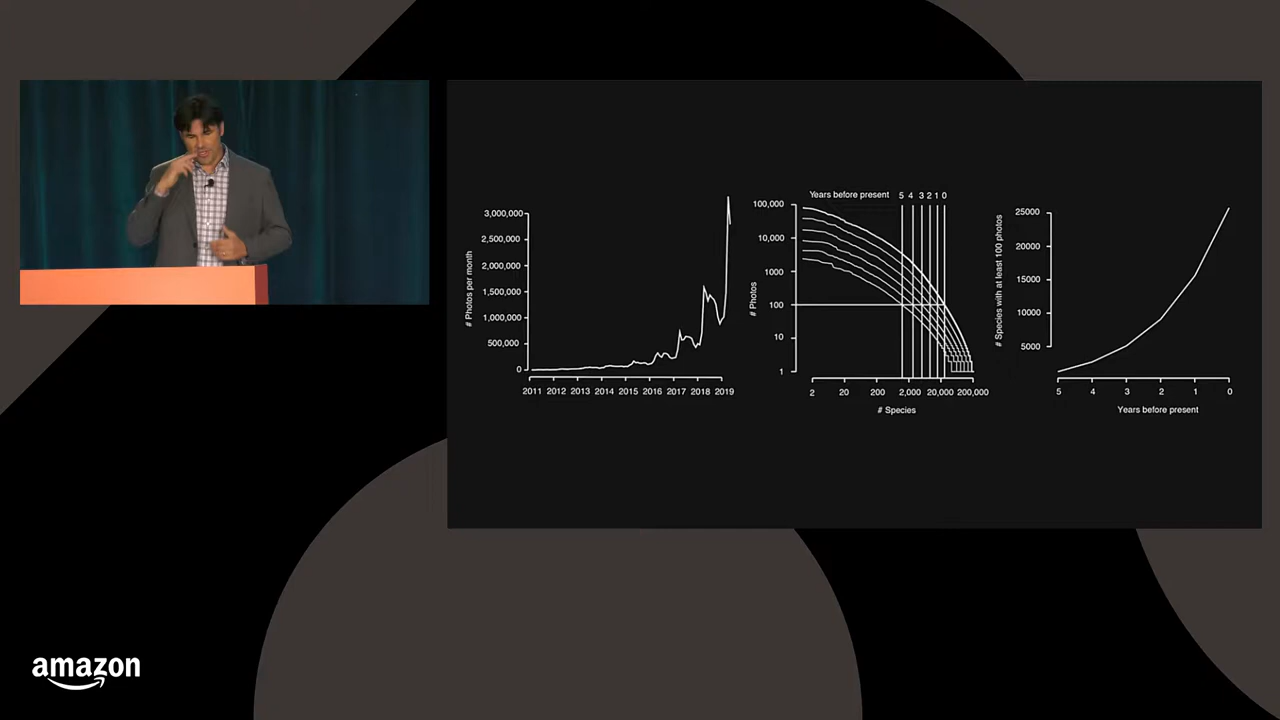 # Photos per month
3,000,000
2,500,000
2,000,000
1,500,000
1,000,000
500,000
0
2011 2012 2013 2014 2015 2016 2017 2018 2019
Years before present 5 4 3 2 1 0
# Photos
100,000
10,000
1000
100
10
1
2 20 200 2,000 20,000 200,000
# Species
# Species with at least 100 photos
25000
20000
15000
10000
5000
5 4 3 2 1 0
Years before present
amazon